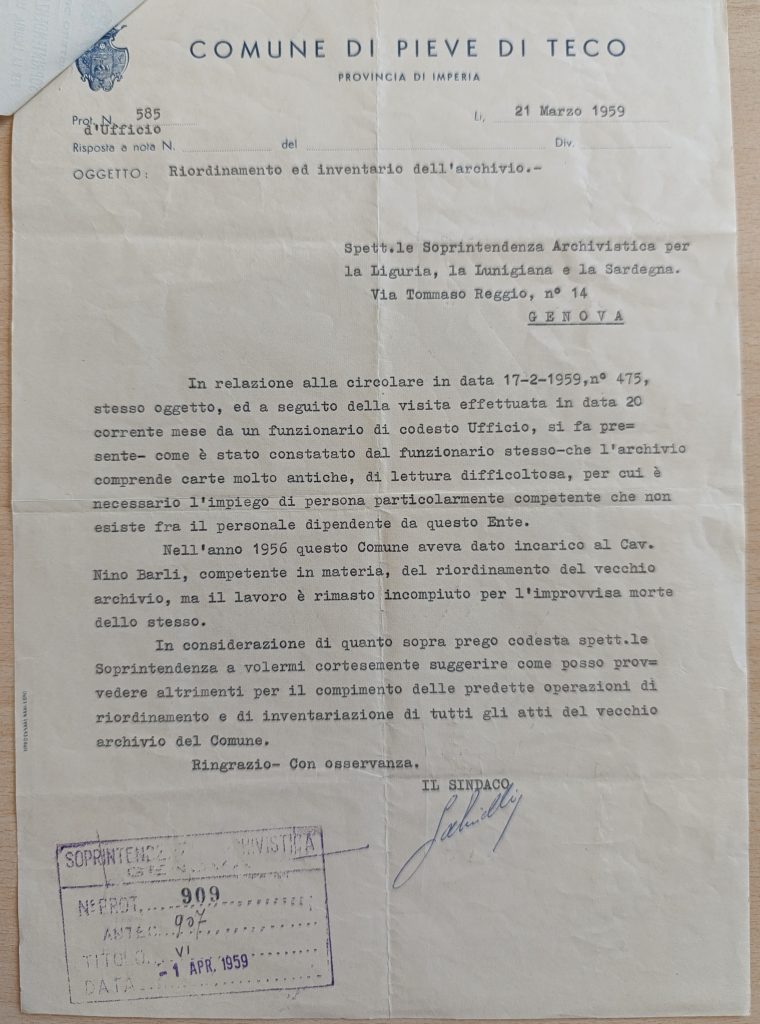 COMUNE DI PIEVE DI TECO
PROVINCIA DI IMPERIA
Prot. N. 585
d'Ufficio
Lì, 21 Marzo 1959
Risposta a nota N. del Div.
OGGETTO: Riordinamento ed inventario dell'archivio.-
Spett.le Soprintendenza Archivistica per
la Liguria, la Lunigiana e la Sardegna.
Via Tommaso Reggio, n° 14
G E N O V A
In relazione alla circolare in data 17-2-1959,n° 475,
stesso oggetto, ed a seguito della visita effettuata in data 20
corrente mese da un funzionario di codesto Ufficio, si fa pre=
sente- come è stato constatato dal funzionario stesso-che l'archivio
comprende carte molto antiche, di lettura difficoltosa, per cui è
necessario l'impiego di persona particolarmente competente che non
esiste fra il personale dipendente da questo Ente.
Nell'anno 1956 questo Comune aveva dato incarico al Cav.
Nino Barli, competente in materia, del riordinamento del vecchio
archivio, ma il lavoro è rimasto incompiuto per l'improvvisa morte
dello stesso.
In considerazione di quanto sopra prego codesta spett.le
Soprintendenza a volermi cortesemente suggerire come posso prov=
vedere altrimenti per il compimento delle predette operazioni di
riordinamento e di inventariazione di tutti gli atti del vecchio
archivio del Comune.
Ringrazio- Con osservanza.
IL SINDACO
SOPRINTENDENZA ARCHIVISTICA
GENOVA
N° PROT. 909
ANTEC. 907
TITOLO VI
DATA - 1 APR. 1959